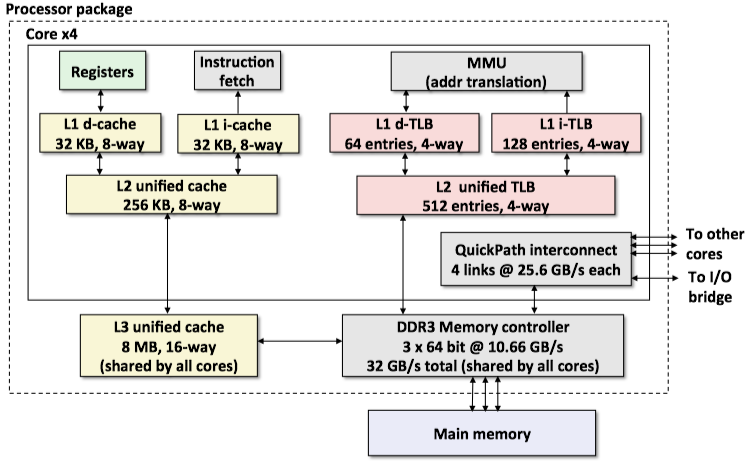 Processor package
Core x4
Registers
Instruction
fetch
MMU
(addr translation)
L1 d-cache
32 KB, 8-way
L1 i-cache
32 KB, 8-way
L1 d-TLB
64 entries, 4-way
L1 i-TLB
128 entries, 4-way
L2 unified cache
256 KB, 8-way
L2 unified TLB
512 entries, 4-way
QuickPath interconnect
4 links @ 25.6 GB/s each
To other
cores
To I/O
bridge
L3 unified cache
8 MB, 16-way
(shared by all cores)
DDR3 Memory controller
3 x 64 bit @ 10.66 GB/s
32 GB/s total (shared by all cores)
Main memory